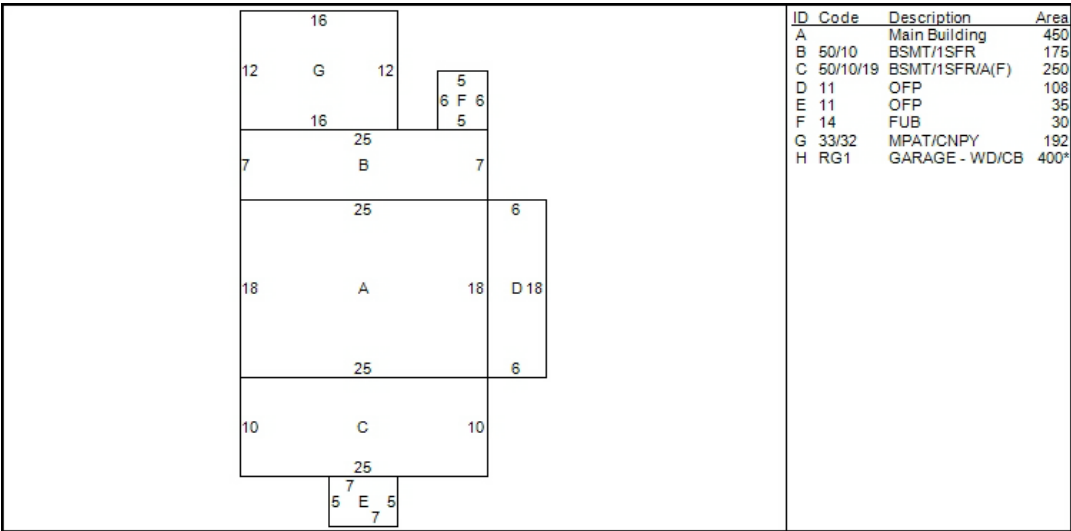 16
12 G 12
16
5
6 F 6
5
25
7 B 7
25 6
18 A 18 D 18
25 6
10 C 10
25
7
5 E 5
7
ID Code Description Area
A Main Building 450
B 50/10 BSMT/1SFR 175
C 50/10/19 BSMT/1SFR/A(F) 250
D 11 OFP 108
E 11 OFP 35
F 14 FUB 30
G 33/32 MPAT/CNPY 192
H RG1 GARAGE - WD/CB 400*